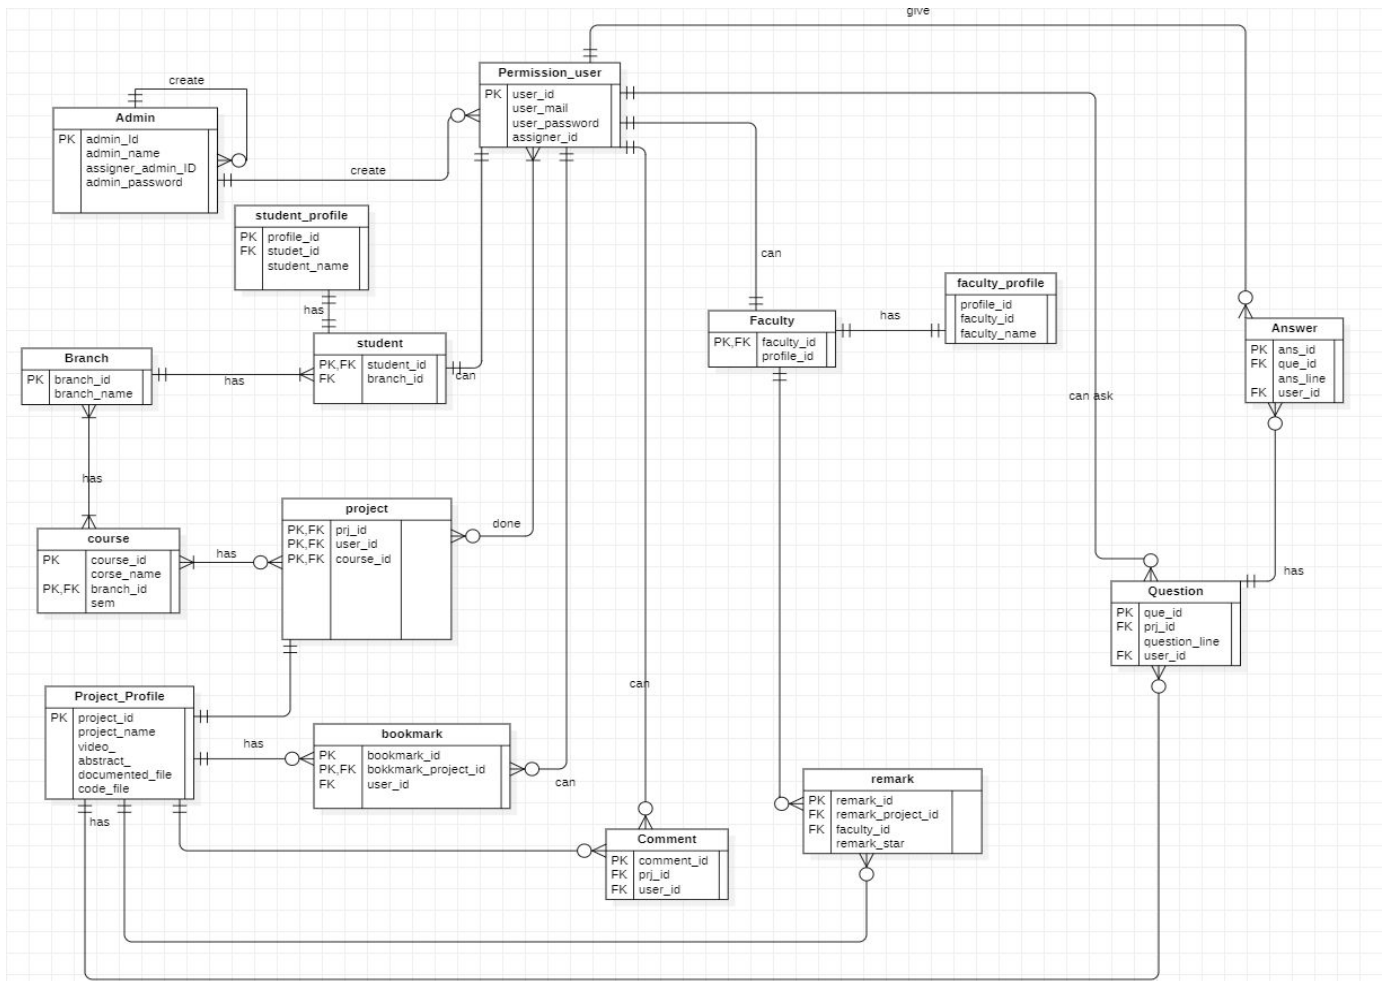 give
Permission_user
PK user_id
user_mail
user_password
assigner_id
create
Admin
PK admin_Id
admin_name
assigner_admin_ID
admin_password
create
student_profile
PK profile_id
FK studet_id
student_name
has
can
faculty_profile
profile_id
faculty_id
faculty_name
Faculty
PK,FK faculty_id
profile_id
has
Answer
PK ans_id
FK que_id
ans_line
FK user_id
student
PK,FK student_id
FK branch_id
can
Branch
PK branch_id
branch_name
has
can ask
has
project
PK,FK prj_id
PK,FK user_id
PK,FK course_id
done
course
PK course_id
corse_name
PK,FK branch_id
sem
has
has
Question
PK que_id
FK prj_id
question_line
FK user_id
can
Project_Profile
PK project_id
project_name
video_
abstract_
documented_file
code_file
has
bookmark
PK bookmark_id
PK,FK bokkmark_project_id
FK user_id
can
remark
PK remark_id
FK remark_project_id
FK faculty_id
remark_star
has
Comment
PK comment_id
FK prj_id
FK user_id